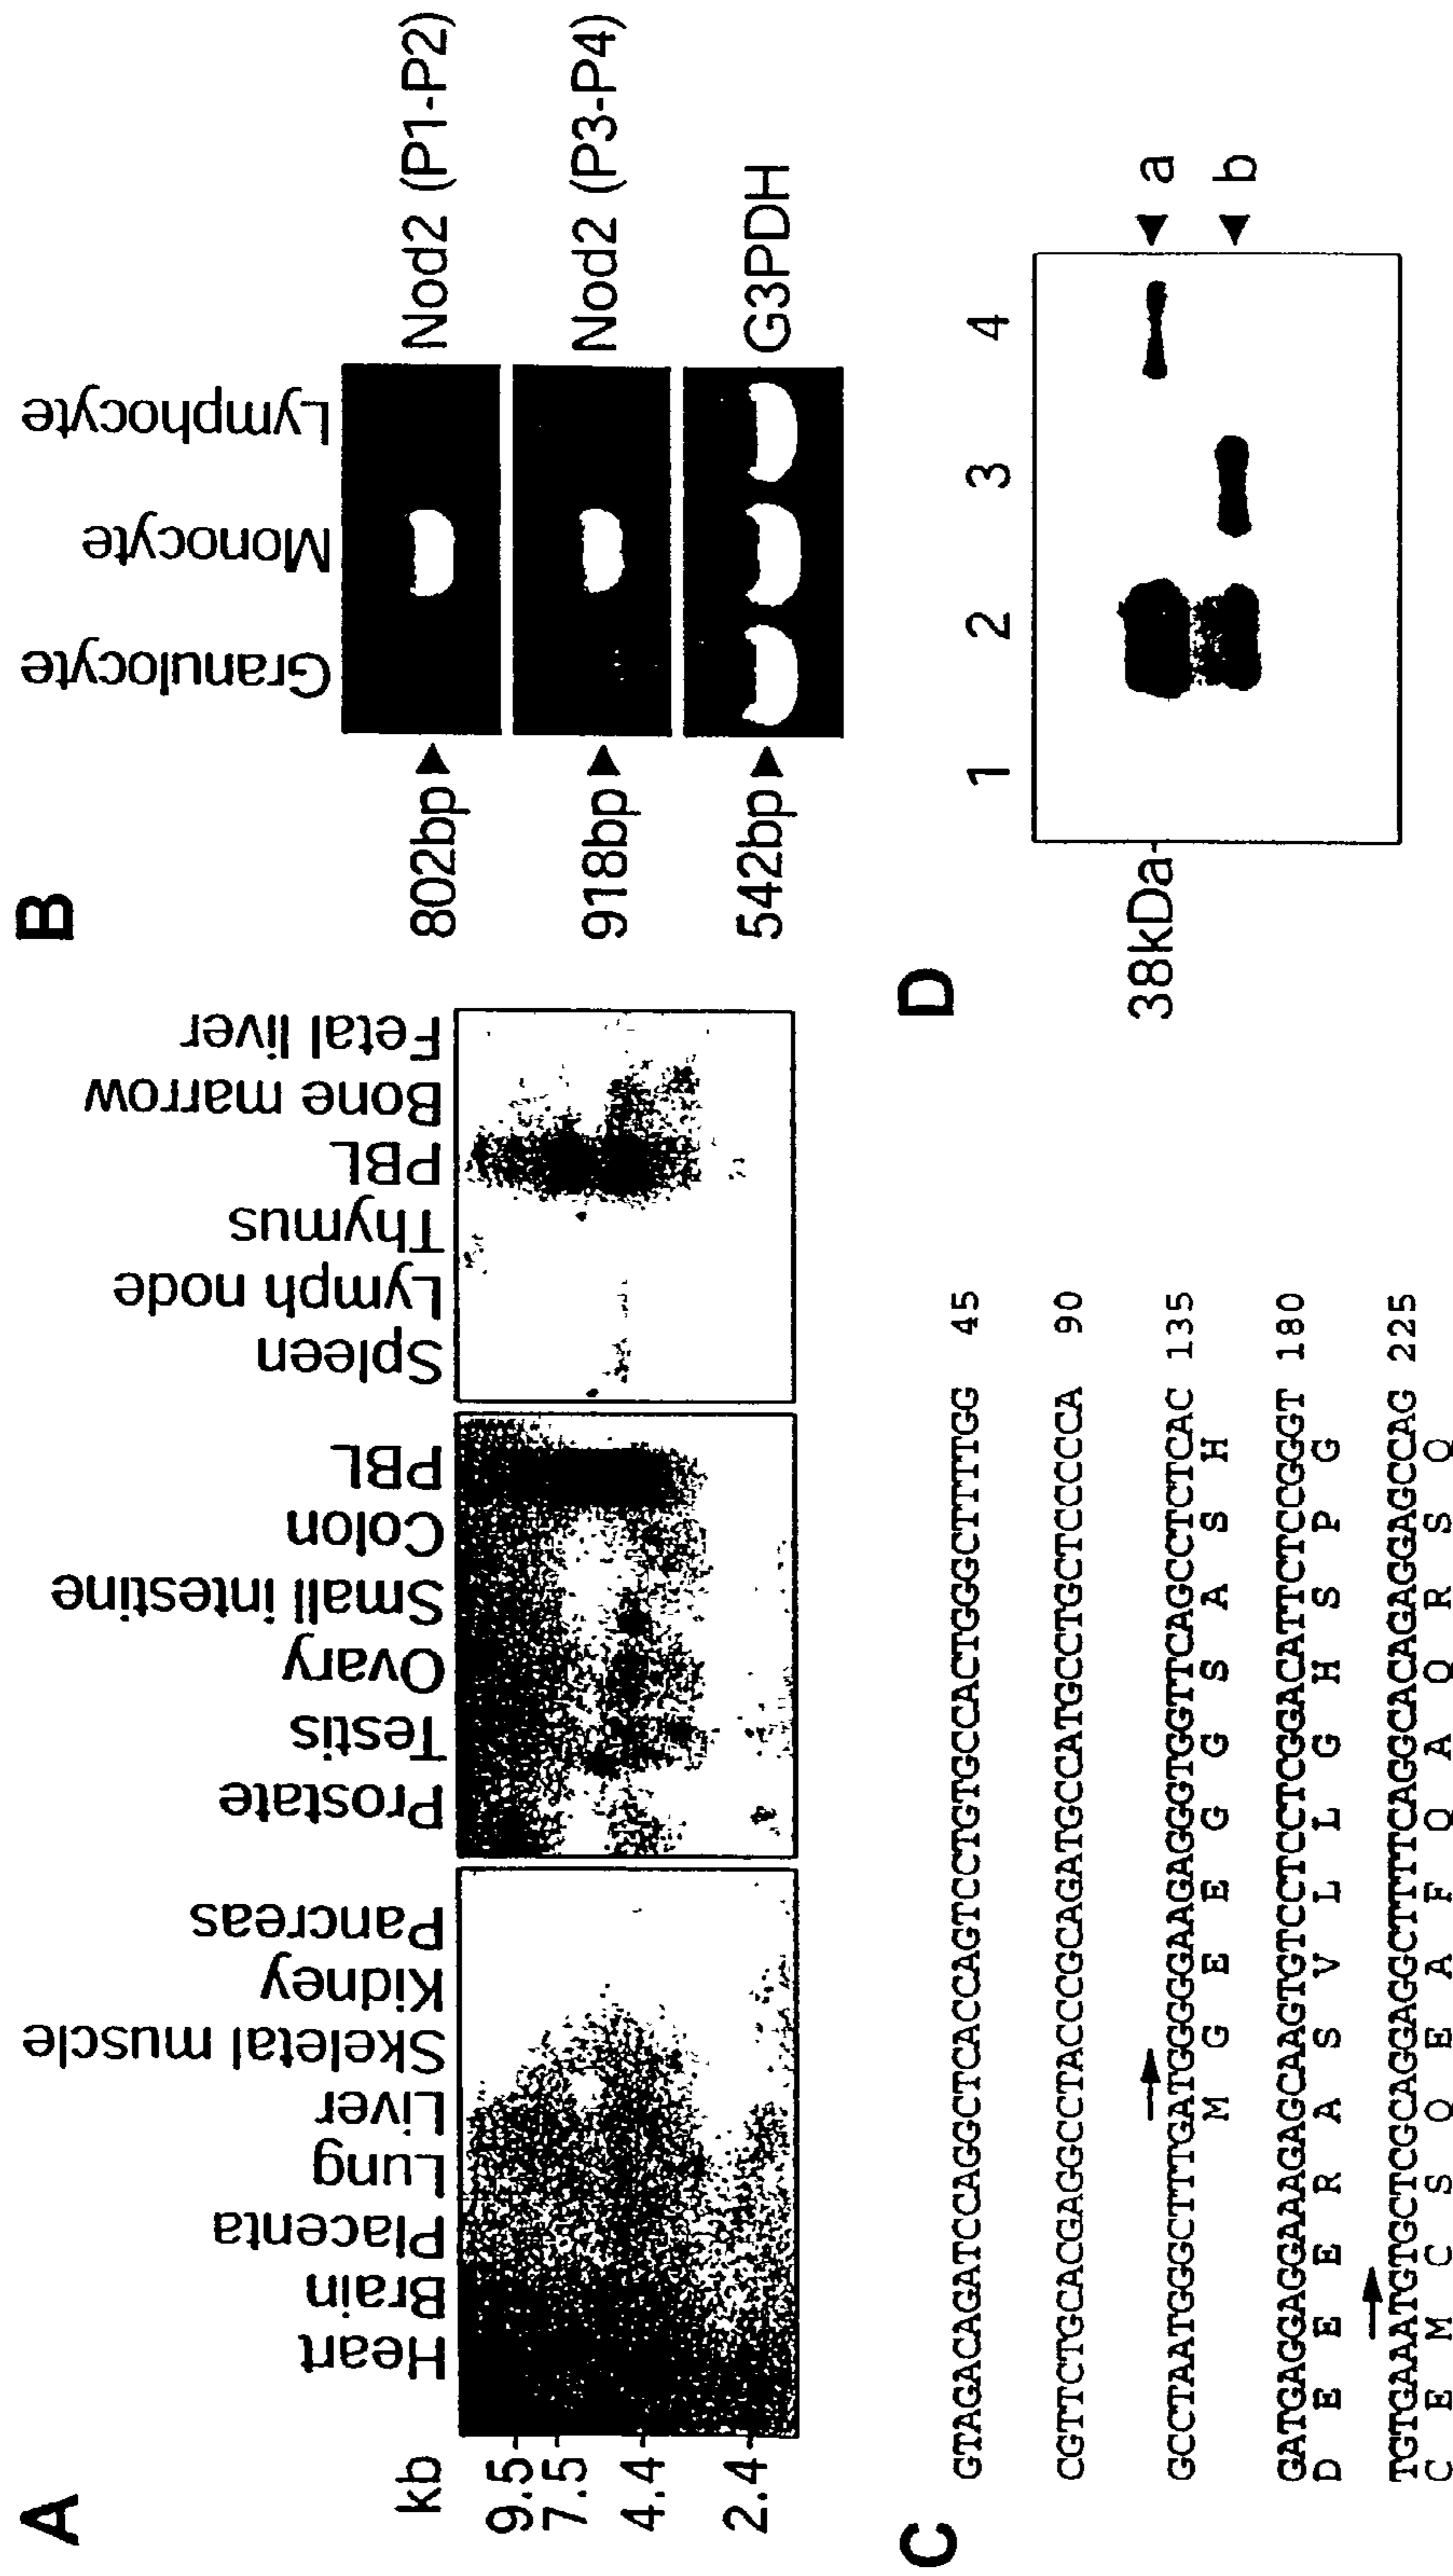 A
Heart
Brain
Placenta
Lung
Liver
Skeletal muscle
Kidney
Pancreas
Prostate
Testis
Ovary
Small intestine
Colon
PBL
Spleen
Lymph node
Thymus
PBL
Bone marrow
Fetal liver
kb
9.5
7.5
4.4
2.4
B
Granulocyte
Monocyte
Lymphocyte
802bp Nod2 (P1-P2)
918bp Nod2 (P3-P4)
542bp G3PDH
C
GTAGACAGATCCAGGCTCACCAGTCCTGTGCCACTGGGCTTTTGG 45
CGTTCTGCACGAGGCCTACCCGCAGATGCCATGCCTGCTCCCCCA 90
GCCTAATGGGCTTTGATGGGGGAAGAGGGTGGTTCAGCCTCTCAC 135
M G E E G G S A S H
GATGAGGAGGAAAGAGCAAGTGTCCTCCTCGGACATTCTCCGGGT 180
D E E E R A S V L L G H S P G
TGTGAAATGTGCTCGCAGGAGGCTTTTCAGGCACAGAGGAGCCAG 225
C E M C S Q E A F Q A Q R S Q
D
1 2 3 4
38kDa-
a
b